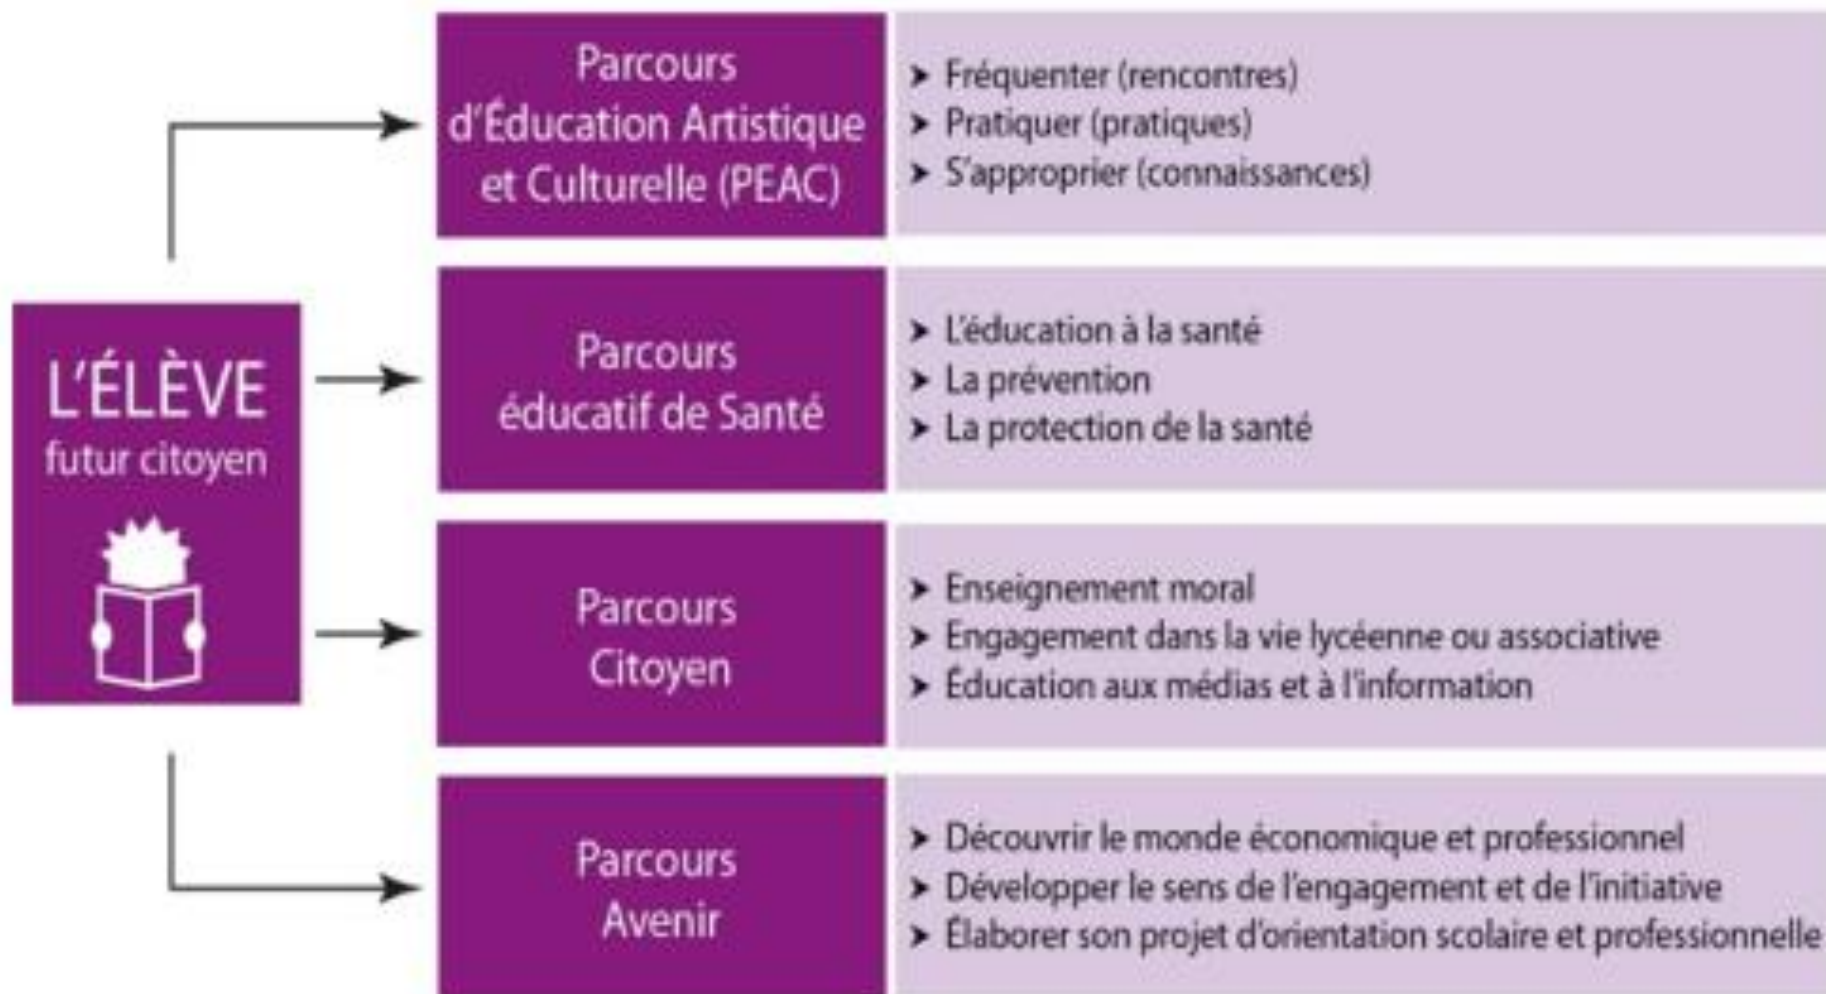 L'ÉLÈVE
futur citoyen
Parcours
d'Éducation Artistique
et Culturelle (PEAC)
➤ Fréquenter (rencontres)
➤ Pratiquer (pratiques)
➤ S'approprier (connaissances)
Parcours
éducatif de Santé
➤ L'éducation à la santé
➤ La prévention
➤ La protection de la santé
Parcours
Citoyen
➤ Enseignement moral
➤ Engagement dans la vie lycéenne ou associative
➤ Éducation aux médias et à l'information
Parcours
Avenir
➤ Découvrir le monde économique et professionnel
➤ Développer le sens de l'engagement et de l'initiative
➤ Élaborer son projet d'orientation scolaire et professionnelle